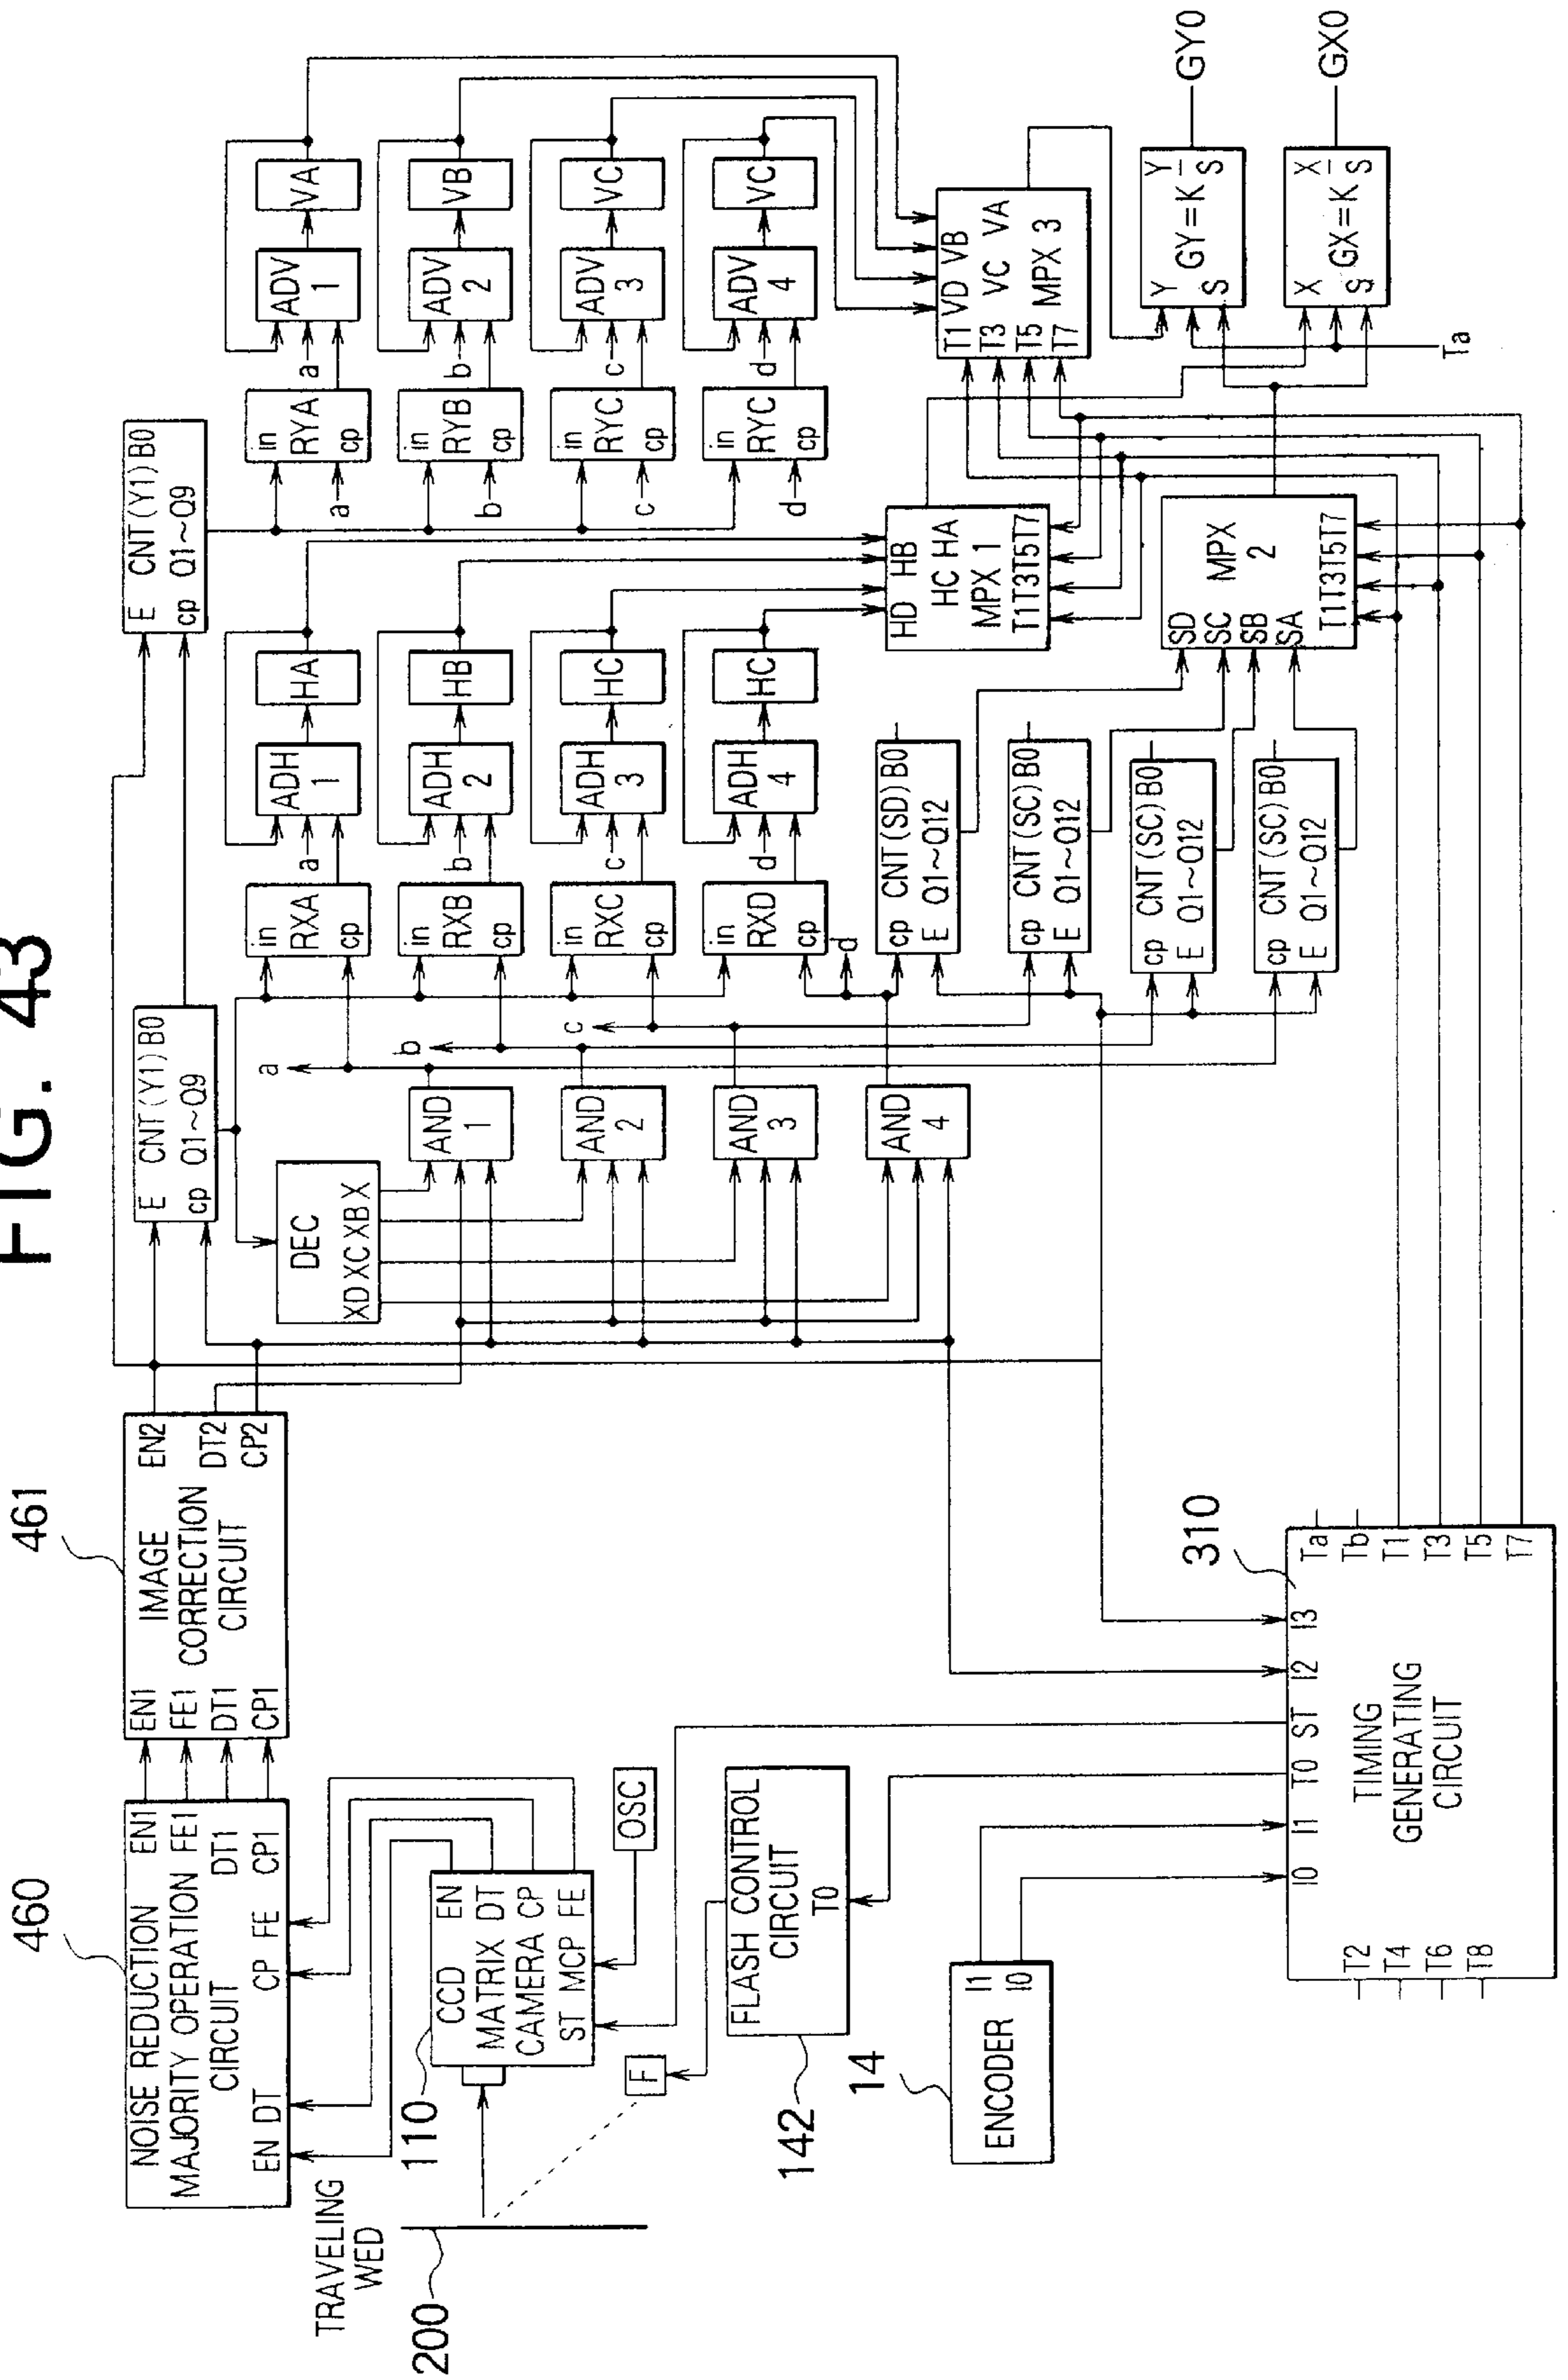 FIG. 43
460
NOISE REDUCTION EN1
MAJORITY OPERATION FE1
CIRCUIT DT1
EN DT CP FE CP1
461
EN1 IMAGE EN2
FE1 CORRECTION
DT1 CIRCUIT DT2
CP1 CP2
E CNT(Y1)B0
cp Q1~Q9
E CNT(Y1)B0
cp Q1~Q9
DEC
XD XC XB X
AND
1
AND
2
AND
3
AND
4
a
b
c
d
in
RXA
cp
in
RXB
cp
in
RXC
cp
in
RXD
cp
a
b
c
d
ADH
1
ADH
2
ADH
3
ADH
4
HA
HB
HC
HC
in
RYA
cp
in
RYB
cp
in
RYC
cp
in
RYC
cp
a
b
c
d
a
b
c
d
ADV
1
ADV
2
ADV
3
ADV
4
VA
VB
VC
VC
cp CNT(SD)B0
E Q1~Q12
cp CNT(SC)B0
E Q1~Q12
cp CNT(SC)B0
E Q1~Q12
cp CNT(SC)B0
E Q1~Q12
HD HB
HC HA
MPX 1
T1T3T5T7
SD
SC
SB
SA
MPX
2
T1T3T5T7
VD VB
VC VA
T1
T3
T5
T7
MPX 3
Y Y
GY=K —
S S
GY0
X X
GX=K —
S S
GX0
Ta
TRAVELING
WED
200
110
CCD EN
MATRIX DT
CAMERA CP
ST MCP FE
OSC
F
FLASH CONTROL
CIRCUIT
T0
142
14
ENCODER
I1
I0
310
I0 I1 T0 ST I2 I3
TIMING
GENERATING
CIRCUIT
T2
T4
T6
T8
Ta
Tb
T1
T3
T5
T7